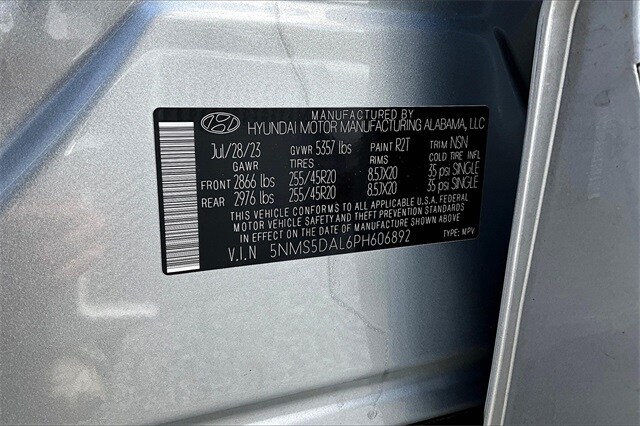 MANUFACTURED BY
HYUNDAI MOTOR MANUFACTURING ALABAMA, LLC
Jul/28/23 GVWR 5357 lbs PAINT R2T TRIM NSN
GAWR TIRES RIMS COLD TIRE INFL
FRONT 2866 lbs 255/45R20 8.5JX20 35 psi SINGLE
REAR 2976 lbs 255/45R20 8.5JX20 35 psi SINGLE
THIS VEHICLE CONFORMS TO ALL APPLICABLE U.S.A. FEDERAL
MOTOR VEHICLE SAFETY AND THEFT PREVENTION STANDARDS
IN EFFECT ON THE DATE OF MANUFACTURE SHOWN ABOVE.
V.I.N 5NMS5DAL6PH606892 TYPE: MPV